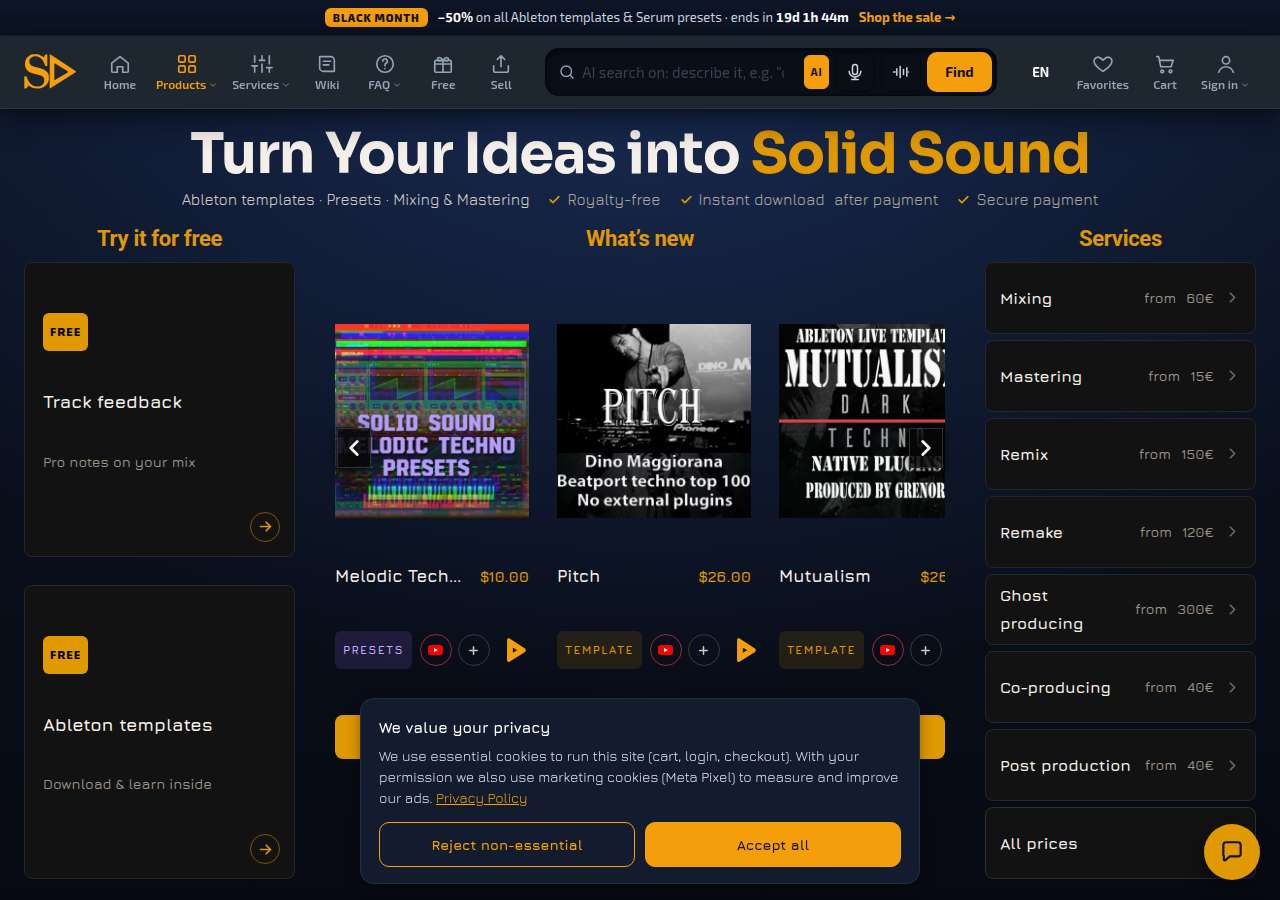 BLACK MONTH −50% on all Ableton templates & Serum presets · ends in 19d 1h 44m Shop the sale →
Home
Products
Services
Wiki
FAQ
Free
Sell
AI search on: describe it, e.g. "
AI
Find
EN
Favorites
Cart
Sign in
Turn Your Ideas into Solid Sound
Ableton templates · Presets · Mixing & Mastering
Royalty-free
Instant download after payment
Secure payment
Try it for free
FREE
Track feedback
Pro notes on your mix
FREE
Ableton templates
Download & learn inside
What's new
SOLID SOUND
LODIC TECHNO
PRESETS
Melodic Tech... $10.00
PRESETS
DINO M
PITCH
Pioneer
Dino Maggiorana
Beatport techno top 100
No external plugins
Pitch $26.00
TEMPLATE
ABLETON LIVE TEMPLAT
MUTUALIS
DARK
TECHN
NATIVE PLUGINS
PRODUCED BY GRENOR
Mutualism $26
TEMPLATE
Services
Mixing from 60€
Mastering from 15€
Remix from 150€
Remake from 120€
Ghost
producing from 300€
Co-producing from 40€
Post production from 40€
All prices
We value your privacy
We use essential cookies to run this site (cart, login, checkout). With your
permission we also use marketing cookies (Meta Pixel) to measure and improve
our ads. Privacy Policy
Reject non-essential
Accept all